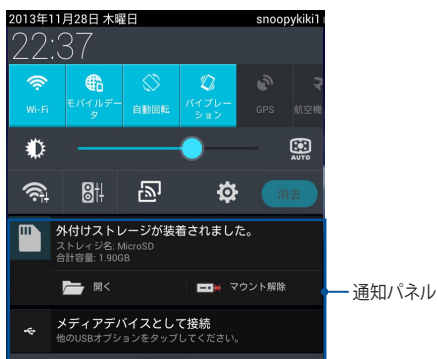 2013年11月28日 木曜日 snoopykiki1
22:37
Wi-Fi
モバイルデータ
自動回転
バイブレーション
GPS
航空機
AUTO
消去
外付けストレージが装着されました。
ストレィジ名: MicroSD
合計容量: 1.90GB
開く マウント解除
通知パネル
メディアデバイスとして接続
他のUSBオプションをタップしてください。